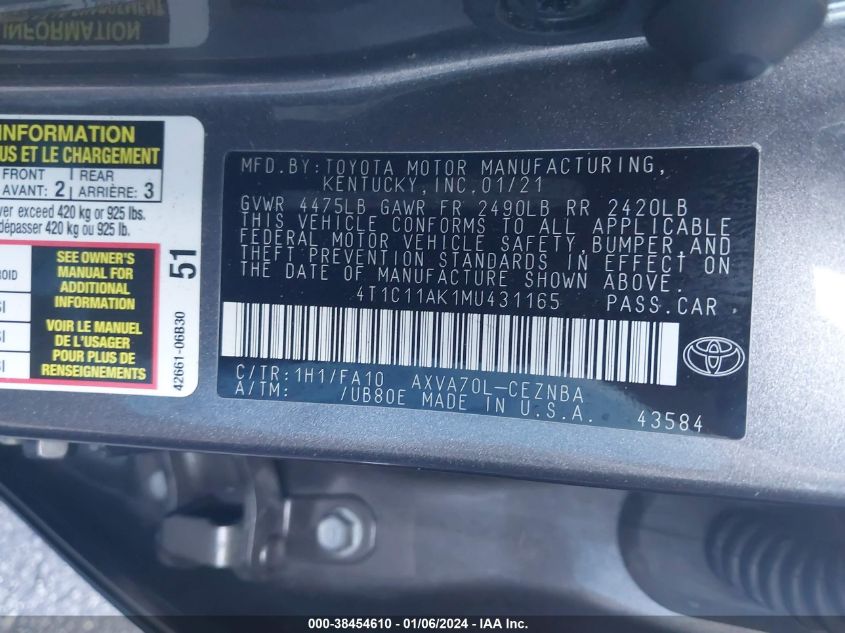 INFORMATION
INFORMATION
US ET LE CHARGEMENT
FRONT REAR
AVANT: 2 ARRIÈRE: 3
ver exceed 420 kg or 925 lbs.
dépasser 420 kg ou 925 lb.
SEE OWNER'S
MANUAL FOR
ADDITIONAL
INFORMATION
VOIR LE MANUEL
DE L'USAGER
POUR PLUS DE
RENSEIGNEMENTS
51
42661-06B30
MFD.BY:TOYOTA MOTOR MANUFACTURING,
KENTUCKY,INC.01/21
GVWR 4475LB GAWR FR 2490LB RR 2420LB
THIS VEHICLE CONFORMS TO ALL APPLICABLE
FEDERAL MOTOR VEHICLE SAFETY,BUMPER,AND
THEFT PREVENTION STANDARDS IN EFFECT ON
THE DATE OF MANUFACTURE SHOWN ABOVE.
4T1C11AK1MU431165 PASS.CAR
C/TR:1H1/FA10 AXVA70L-CEZNBA
A/TM: /UB80E MADE IN U.S.A.
43584
000-38454610 - 01/06/2024 - IAA Inc.